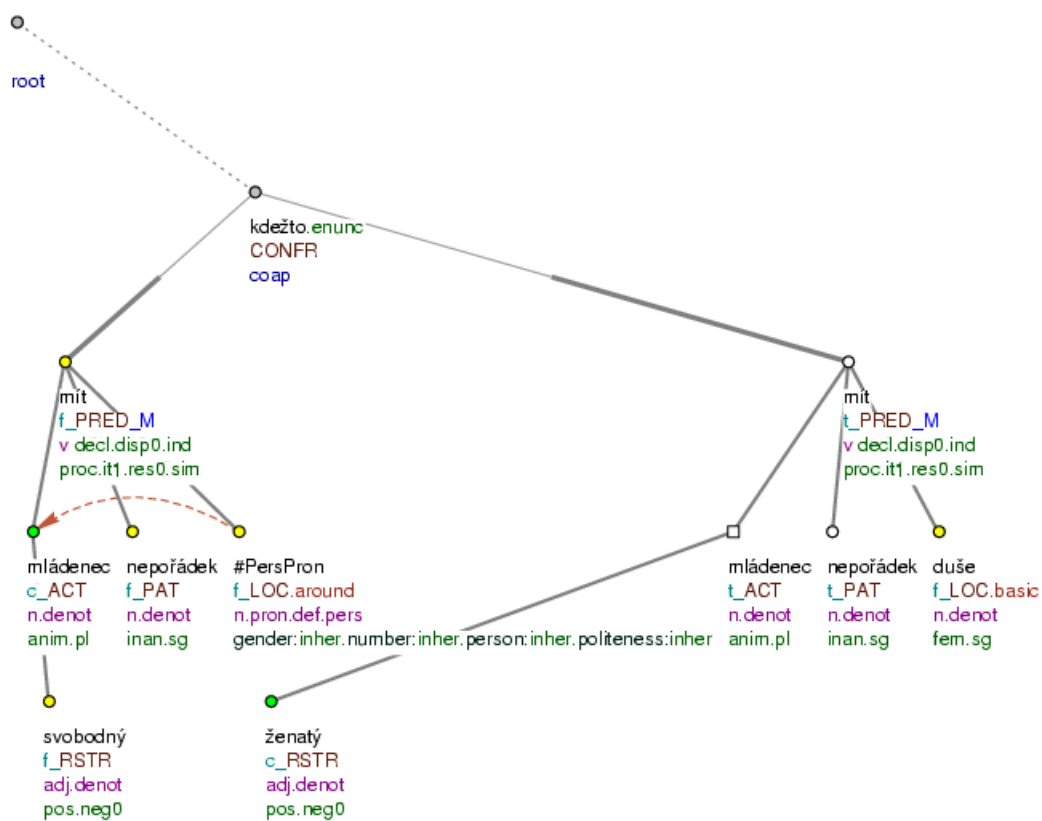 root
kdežto.enunc
CONFR
coap
mít
f_PRED_M
v decl.disp0.ind
proc.it1.res0.sim
mít
t_PRED_M
v decl.disp0.ind
proc.it1.res0.sim
mládenec
c_ACT
n.denot
anim.pl
nepořádek
f_PAT
n.denot
inan.sg
#PersPron
f_LOC.around
n.pron.def.pers
gender:inher.number:inher.person:inher.politeness:inher
mládenec
t_ACT
n.denot
anim.pl
nepořádek
t_PAT
n.denot
inan.sg
duše
f_LOC.basic
n.denot
fem.sg
svobodný
f_RSTR
adj.denot
pos.neg0
ženatý
c_RSTR
adj.denot
pos.neg0